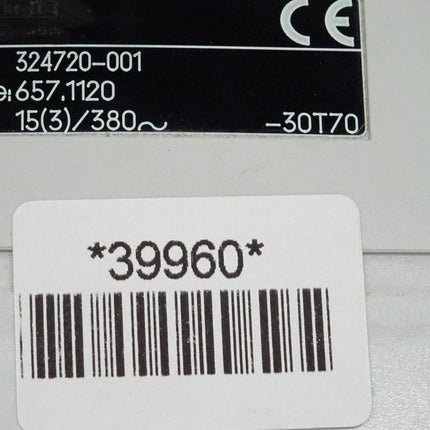 CE
324720-001
e:657.1120
15(3)/380~ -30T70
*39960*